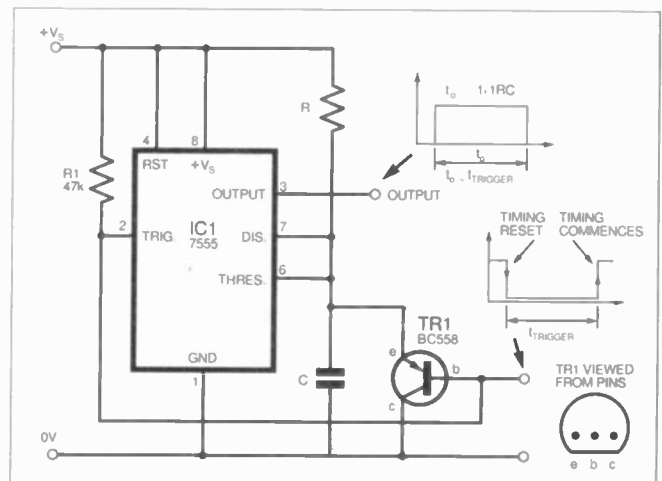 +VS
R
to 1·1RC
to
to . tTRIGGER
R1
47k
4
8
RST
+VS
OUTPUT
3
OUTPUT
2
TRIG.
IC1
7555
DIS.
7
THRES.
6
TIMING
RESET
TIMING
COMMENCES
tTRIGGER
GND
1
C
TR1
BC558
e
b
c
TR1 VIEWED
FROM PINS
e b c
0V